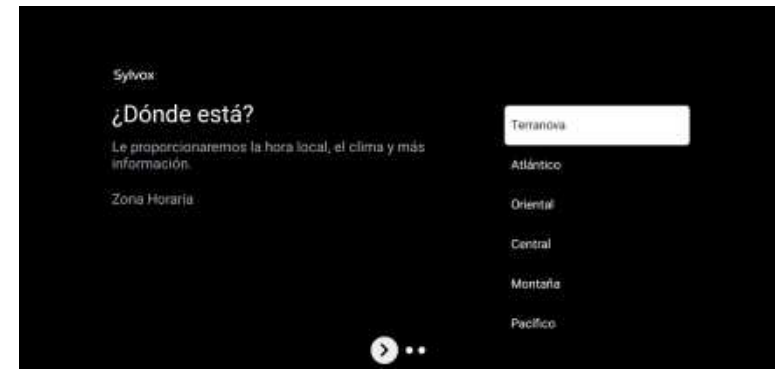 Sylvox
¿Dónde está?
Le proporcionaremos la hora local, el clima y más
información.
Zona Horaria
Terranova
Atlántico
Oriental
Central
Montaña
Pacífico